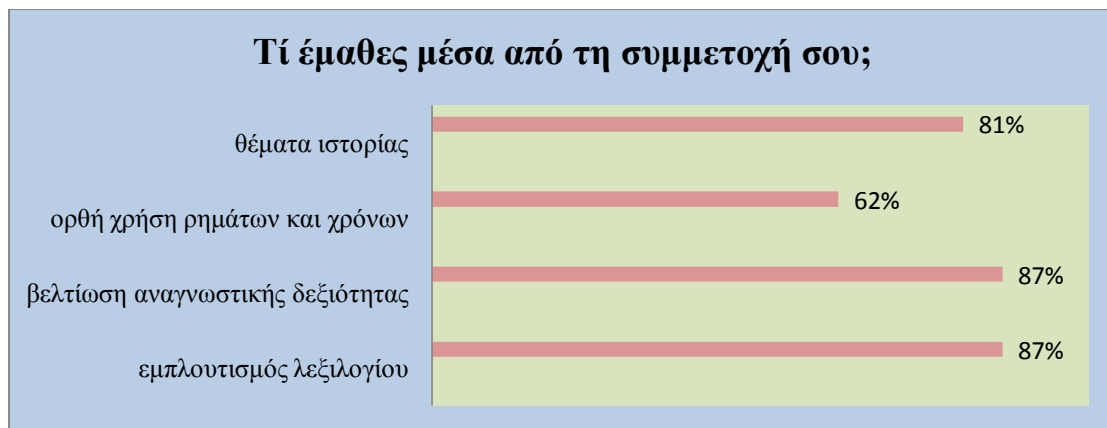 Τί έμαθες μέσα από τη συμμετοχή σου;
θέματα ιστορίας
81%
ορθή χρήση ρημάτων και χρόνων
62%
βελτίωση αναγνωστικής δεξιότητας
87%
εμπλουτισμός λεξιλογίου
87%